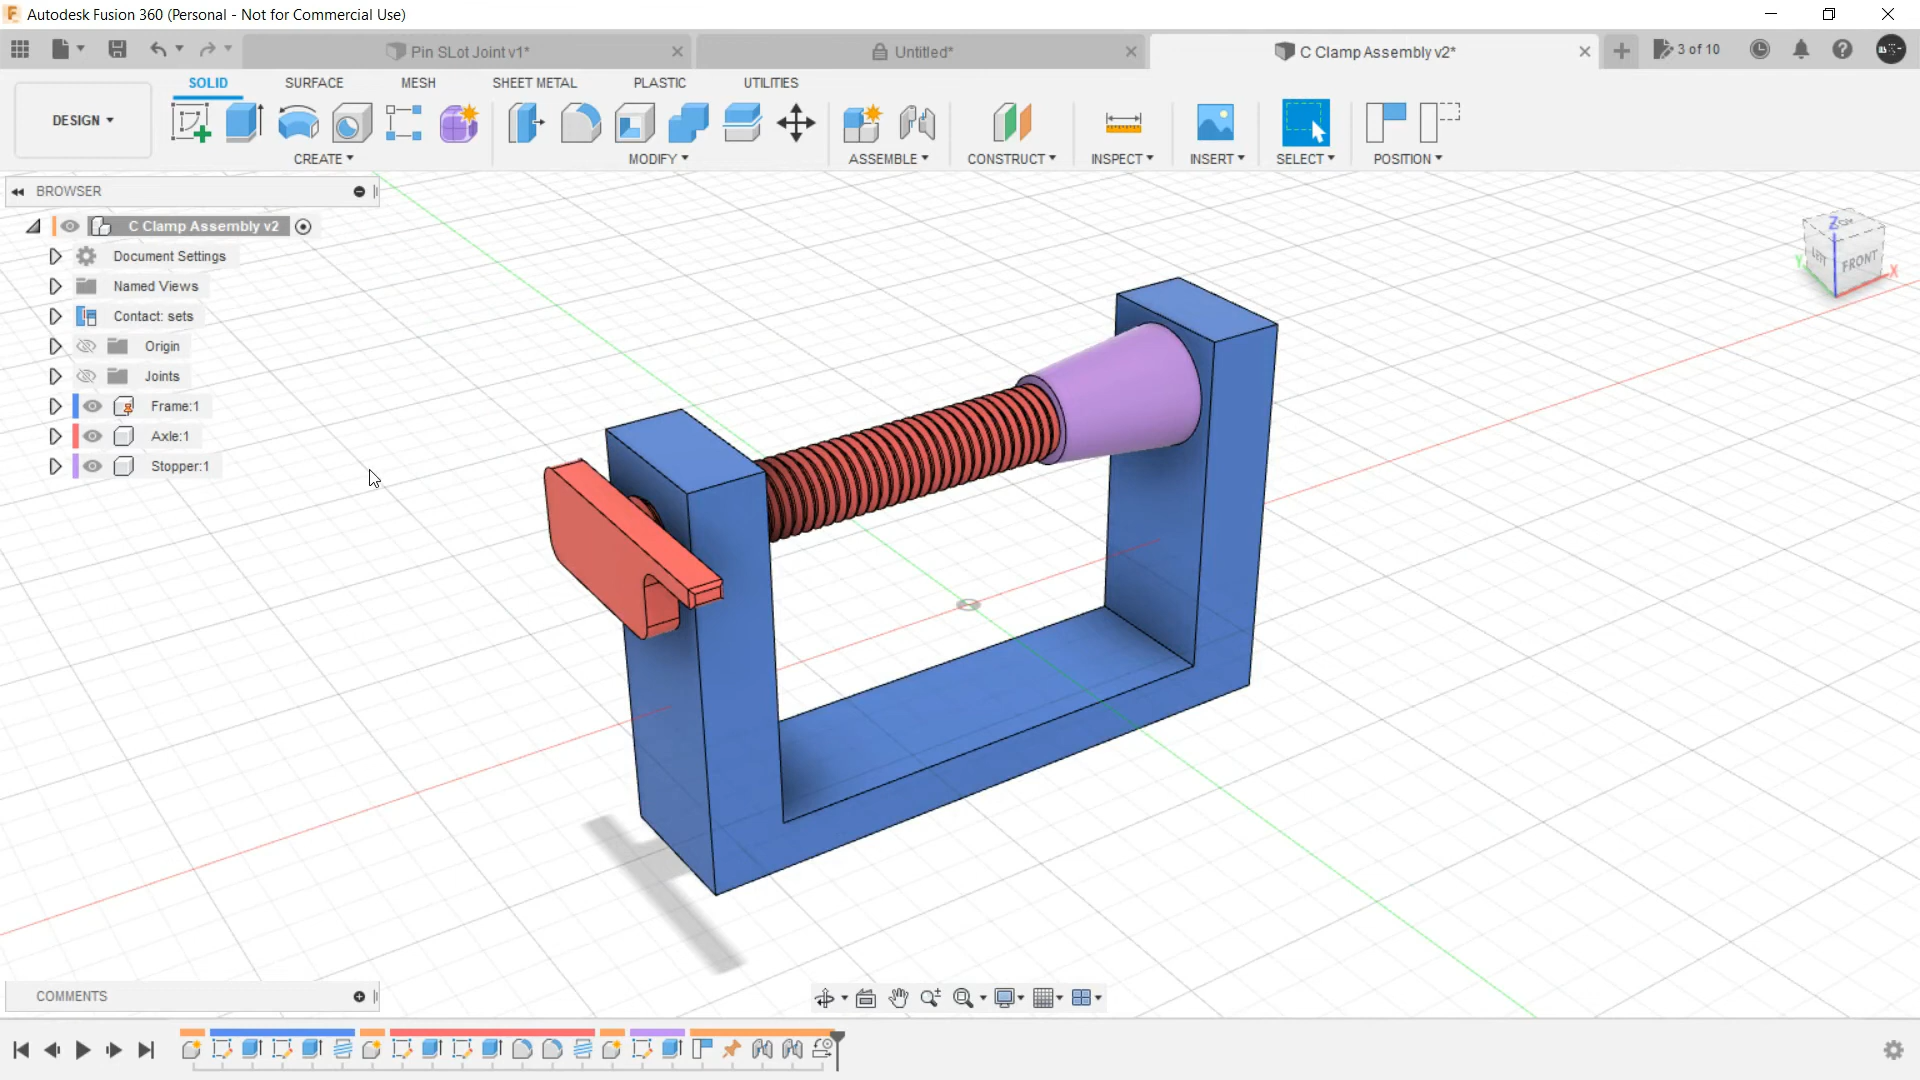 Autodesk Fusion 360 (Personal - Not for Commercial Use)
Pin SLot Joint v1*
Untitled*
C Clamp Assembly v2*
3 of 10
SOLID
SURFACE
MESH
SHEET METAL
PLASTIC
UTILITIES
DESIGN
CREATE
MODIFY
ASSEMBLE
CONSTRUCT
INSPECT
INSERT
SELECT
POSITION
BROWSER
C Clamp Assembly v2
Document Settings
Named Views
Contact: sets
Origin
Joints
Frame:1
Axle:1
Stopper:1
Z
TOP
Y
LEFT
FRONT
X
COMMENTS